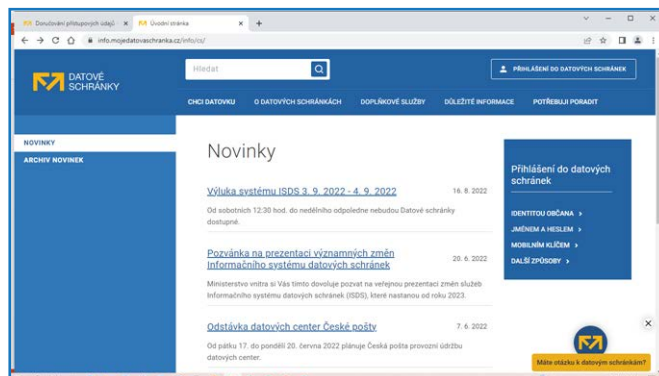 Doručování přístupových údajů
Úvodní stránka
info.mojedatovaschranka.cz/info/cs/
DATOVÉ
SCHRÁNKY
Hledat
PŘIHLÁŠENÍ DO DATOVÝCH SCHRÁNEK
CHCI DATOVKU O DATOVÝCH SCHRÁNKÁCH DOPLŇKOVÉ SLUŽBY DŮLEŽITÉ INFORMACE POTŘEBUJI PORADIT
NOVINKY
ARCHIV NOVINEK
Novinky
Výluka systému ISDS 3. 9. 2022 - 4. 9. 2022 16. 8. 2022
Od sobotních 12:30 hod. do nedělního odpoledne nebudou Datové schránky
dostupné.
Pozvánka na prezentaci významných změn
Informačního systému datových schránek 20. 6. 2022
Ministerstvo vnitra si Vás tímto dovoluje pozvat na veřejnou prezentaci změn služeb
Informačního systému datových schránek (ISDS), které nastanou od roku 2023.
Odstávka datových center České pošty 7. 6. 2022
Od pátku 17. do pondělí 20. června 2022 plánuje Česká pošta provozní údržbu
datových center.
Přihlášení do datových
schránek
IDENTITOU OBČANA
JMÉNEM A HESLEM
MOBILNÍM KLÍČEM
DALŠÍ ZPŮSOBY
Máte otázku k datovým schránkám?